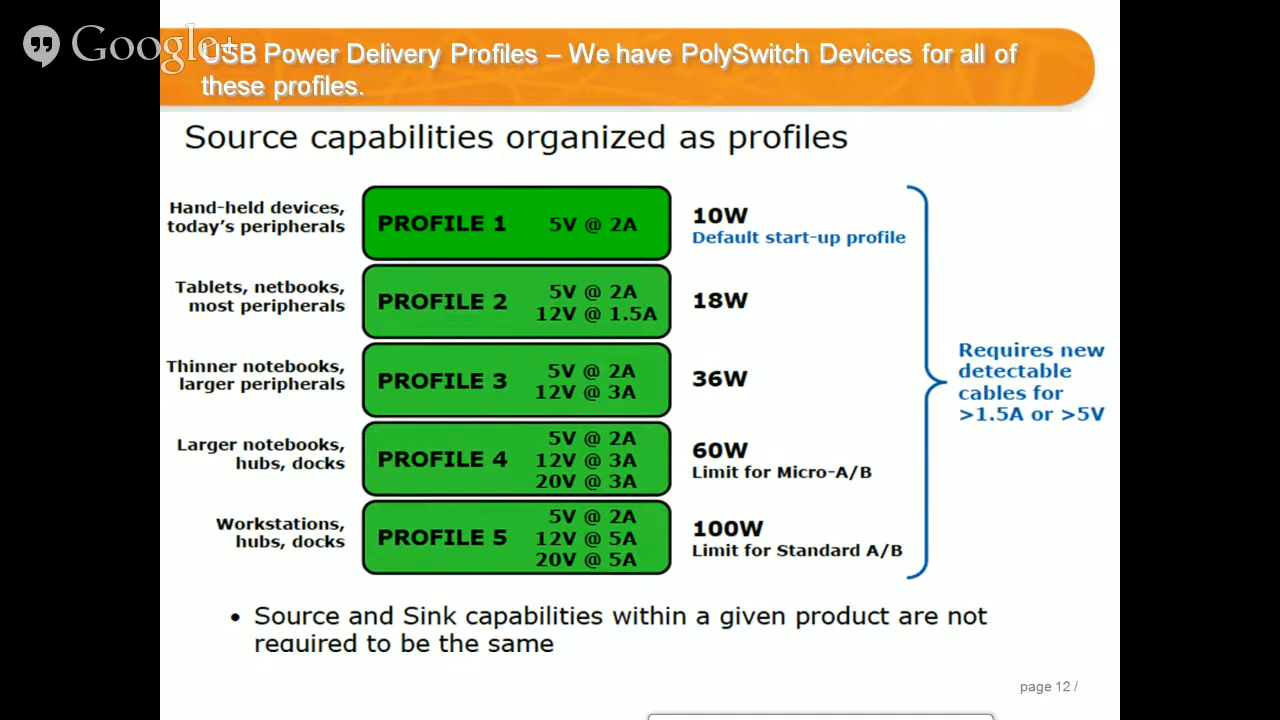 Google+
USB Power Delivery Profiles – We have PolySwitch Devices for all of
these profiles.
Source capabilities organized as profiles
Hand-held devices,
today's peripherals
PROFILE 1
5V @ 2A
10W
Default start-up profile
Tablets, netbooks,
most peripherals
PROFILE 2
5V @ 2A
12V @ 1.5A
18W
Thinner notebooks,
larger peripherals
PROFILE 3
5V @ 2A
12V @ 3A
36W
Larger notebooks,
hubs, docks
PROFILE 4
5V @ 2A
12V @ 3A
20V @ 3A
60W
Limit for Micro-A/B
Workstations,
hubs, docks
PROFILE 5
5V @ 2A
12V @ 5A
20V @ 5A
100W
Limit for Standard A/B
Requires new
detectable
cables for
>1.5A or >5V
• Source and Sink capabilities within a given product are not
required to be the same
page 12 /